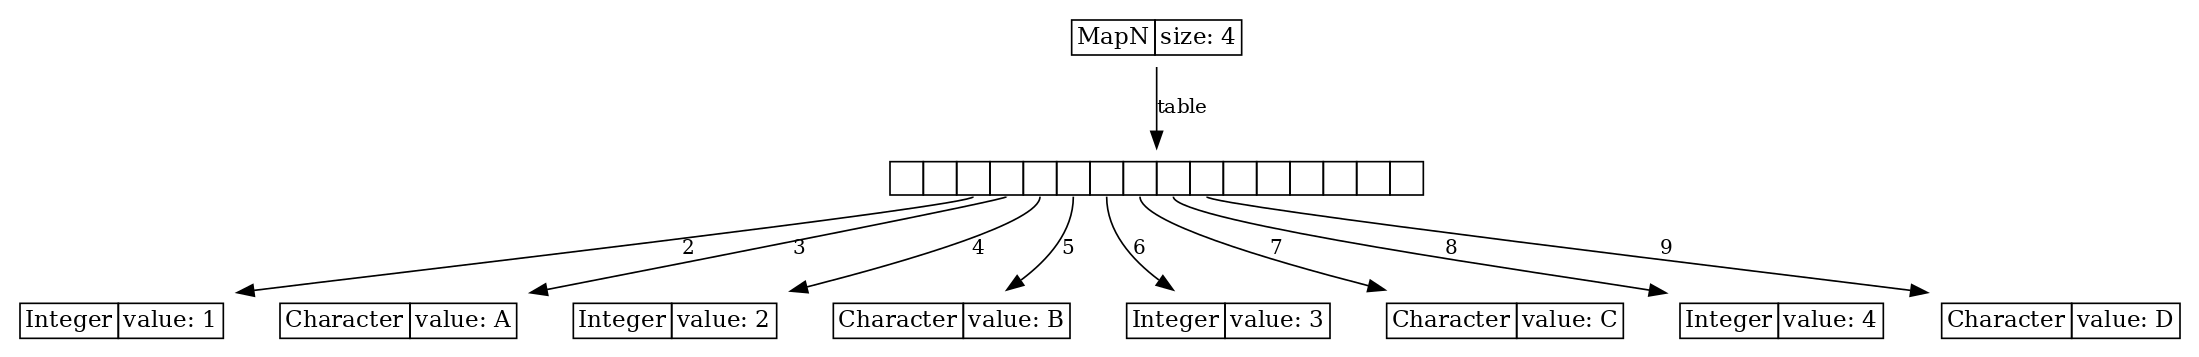 MapN size: 4
table
2 3 4 5 6 7 8 9
Integer value: 1 Character value: A Integer value: 2 Character value: B Integer value: 3 Character value: C Integer value: 4 Character value: D